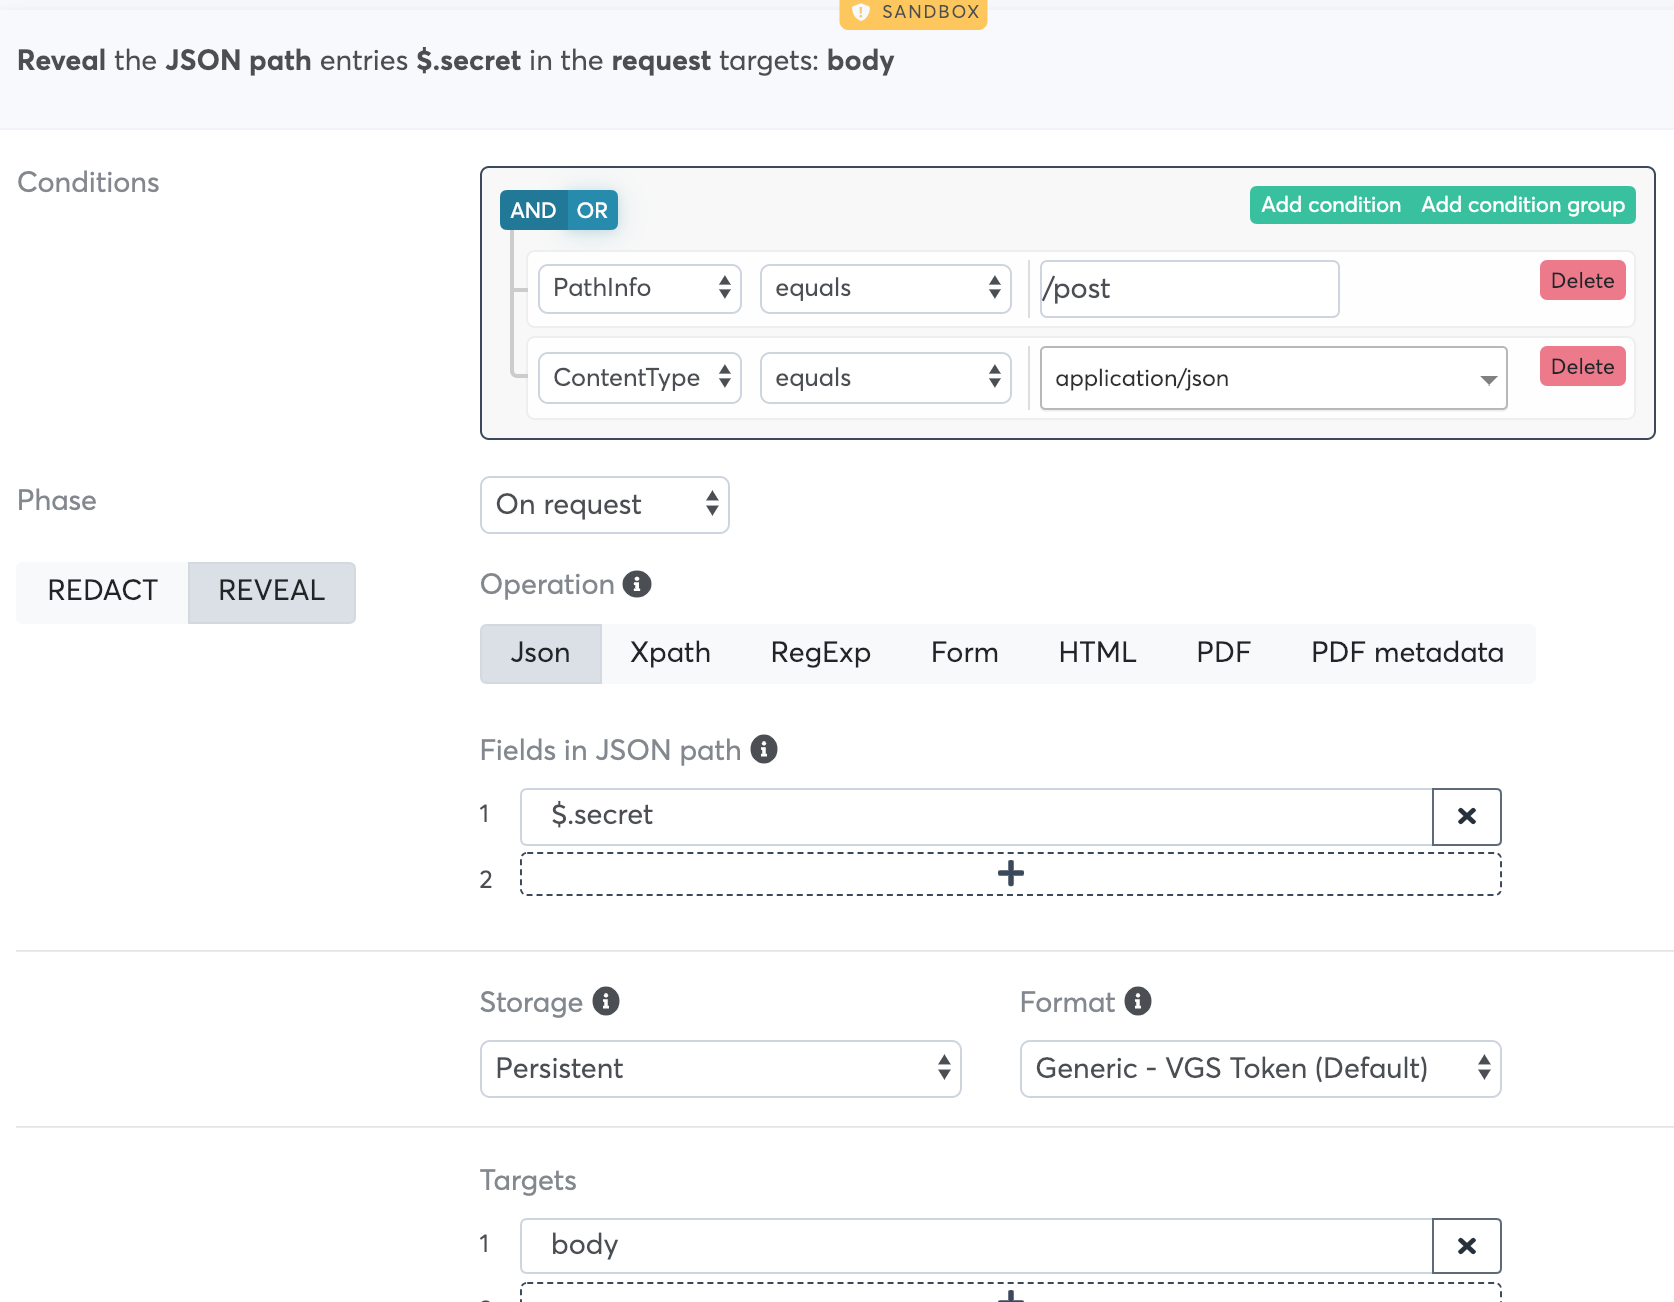 SANDBOX
Reveal the JSON path entries $.secret in the request targets: body
Conditions
AND OR
Add condition Add condition group
PathInfo equals /post Delete
ContentType equals application/json Delete
Phase
On request
REDACT REVEAL
Operation
Json Xpath RegExp Form HTML PDF PDF metadata
Fields in JSON path
1 $.secret
2
Storage Format
Persistent Generic - VGS Token (Default)
Targets
1 body